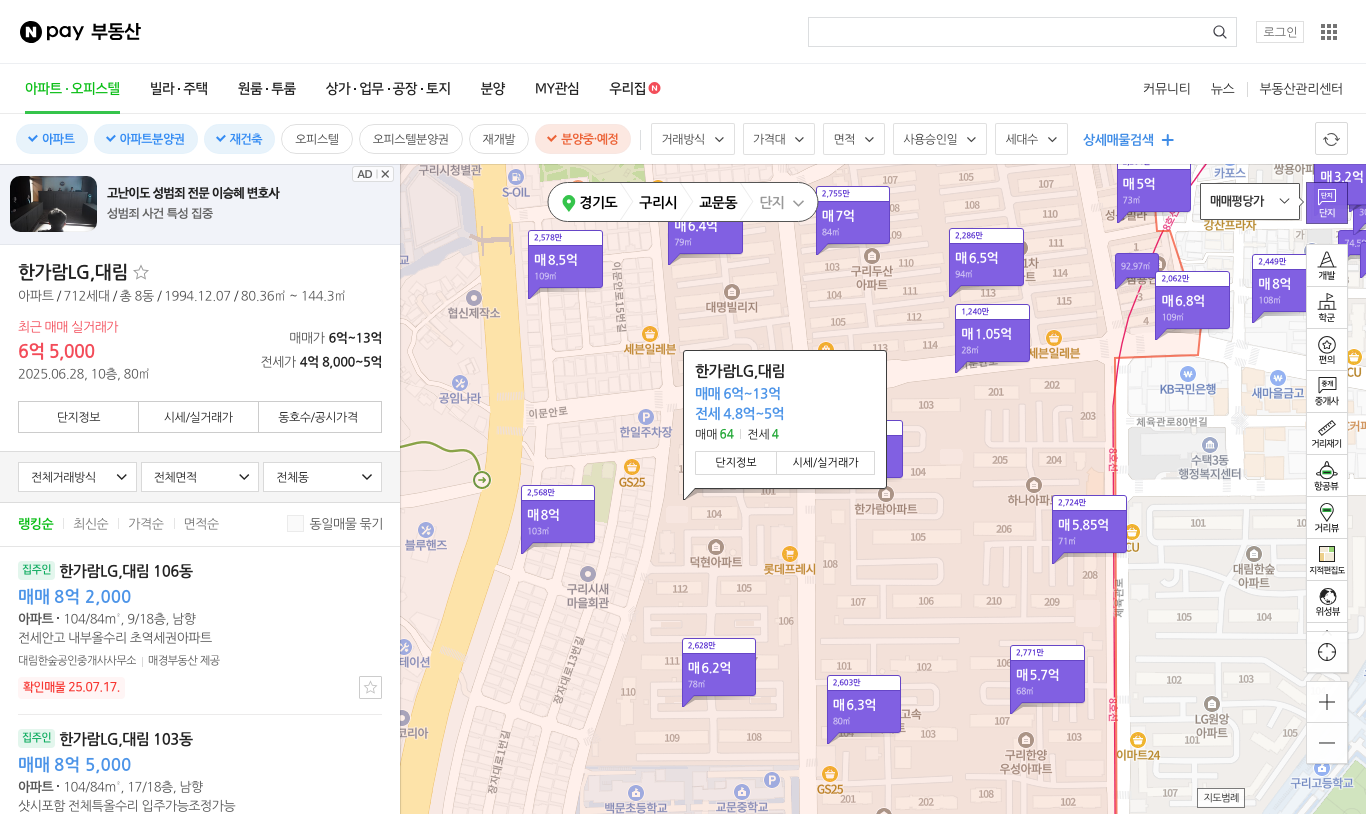 N pay 부동산
로그인
아파트 · 오피스텔
빌라 · 주택
원룸 · 투룸
상가 · 업무 · 공장 · 토지
분양
MY관심
우리집 N
커뮤니티
뉴스
부동산관리센터
아파트
아파트분양권
재건축
오피스텔
오피스텔분양권
재개발
분양중·예정
거래방식
가격대
면적
사용승인일
세대수
상세매물검색
AD
고난이도 성범죄 전문 이승혜 변호사
성범죄 사건 특성 집중
한가람LG,대림
아파트 / 712세대 / 총 8동 / 1994.12.07 / 80.36㎡ ~ 144.3㎡
최근 매매 실거래가
6억 5,000
2025.06.28, 10층, 80㎡
매매가 6억~13억
전세가 4억 8,000~5억
단지정보
시세/실거래가
동호수/공시가격
전체거래방식
전체면적
전체동
랭킹순
최신순
가격순
면적순
동일매물 묶기
집주인 한가람LG,대림 106동
매매 8억 2,000
아파트 · 104/84m², 9/18층, 남향
전세안고 내부올수리 초역세권아파트
대림한숲공인중개사사무소 | 매경부동산 제공
확인매물 25.07.17.
집주인 한가람LG,대림 103동
매매 8억 5,000
아파트 · 104/84m², 17/18층, 남향
샷시포함 전체특올수리 입주가능조정가능
경기도
구리시
교문동
단지
구리시청별관
S-OIL
2,578만
매8.5억
109㎡
매6.4억
79㎡
2,755만
매7억
84㎡
2,286만
매6.5억
94㎡
매5억
73㎡
92.97㎡
2,062만
매6.8억
109㎡
2,449만
매8억
108㎡
매3.2억
1,240만
매1.05억
28㎡
매매평당가
단지
카포스
강산프라자
구리두산
아파트
대명빌리지
협신제작소
이문안로15번길
세븐일레븐
세븐일레븐
공임나라
이문안로
한일주차장
GS25
한가람LG,대림
매매 6억~13억
전세 4.8억~5억
매매 64 | 전세 4
단지정보
시세/실거래가
KB국민은행
새마을금고
체육관로80번길
수택3동
행정복지센터
8호선
한가람아파트
하나아파트
2,568만
매8억
103㎡
2,724만
매5.85억
71㎡
CU
블루핸즈
덕현아파트
롯데프레시
구리시새
마을회관
대림한숲
아파트
체육관로
장자대로13번길
장자대로1번길
2,628만
매6.2억
78㎡
2,603만
매6.3억
80㎡
2,771만
매5.7억
68㎡
8호선
LG원앙
아파트
구리한양
우성아파트
이마트24
GS25
백문초등학교
교문중학교
구리고등학교
지도범례
개발
학군
편의
중개
중개사
거리재기
항공뷰
거리뷰
지적편집도
위성뷰